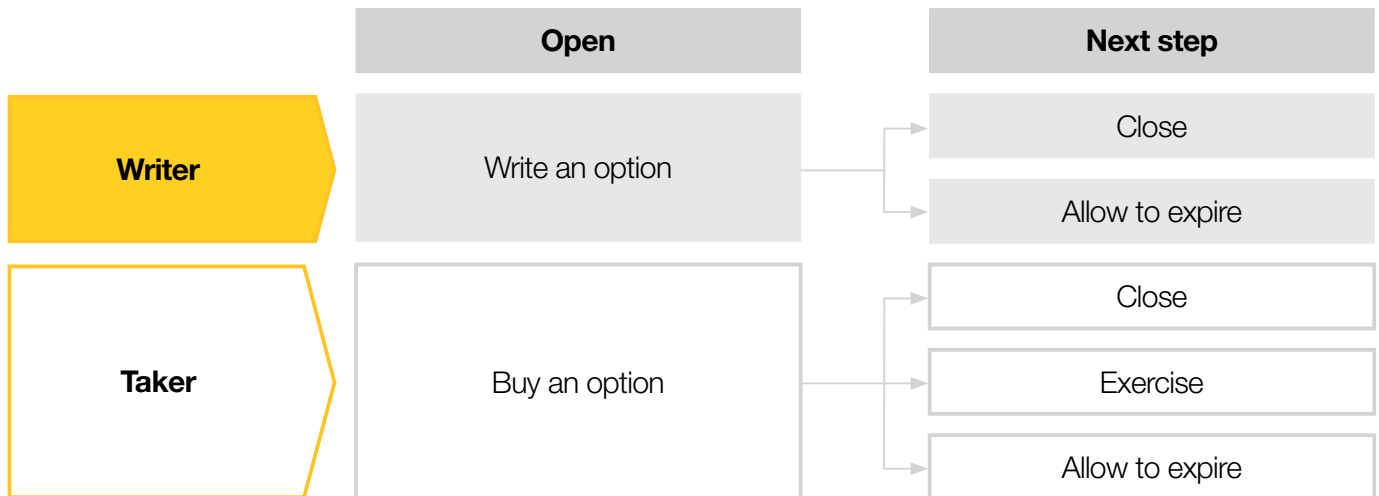 Open
Next step
Writer
Write an option
Close
Allow to expire
Taker
Buy an option
Close
Exercise
Allow to expire